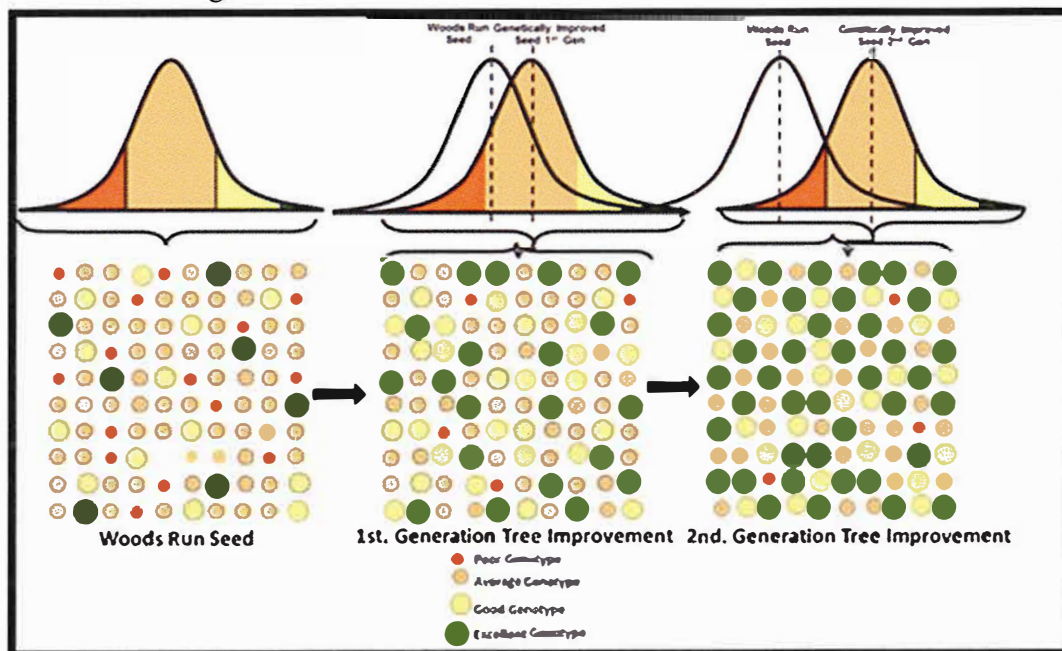 Woods Run Genetically Improved
Seed Seed 1st Gen
Woods Run
Seed
Genetically Improved
Seed 2nd Gen
Woods Run Seed
1st. Generation Tree Improvement
2nd. Generation Tree Improvement
Poor Genotype
Average Genotype
Good Genotype
Excellent Genotype